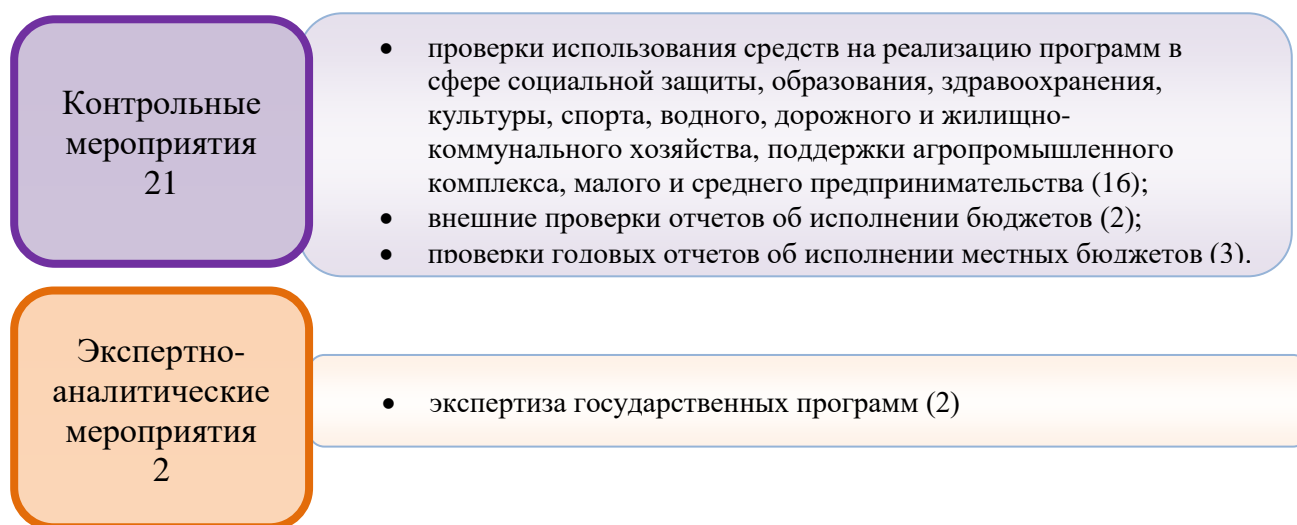 Контрольные
мероприятия
21
• проверки использования средств на реализацию программ в
сфере социальной защиты, образования, здравоохранения,
культуры, спорта, водного, дорожного и жилищно-
коммунального хозяйства, поддержки агропромышленного
комплекса, малого и среднего предпринимательства (16);
• внешние проверки отчетов об исполнении бюджетов (2);
• проверки годовых отчетов об исполнении местных бюджетов (3).
Экспертно-
аналитические
мероприятия
2
• экспертиза государственных программ (2)